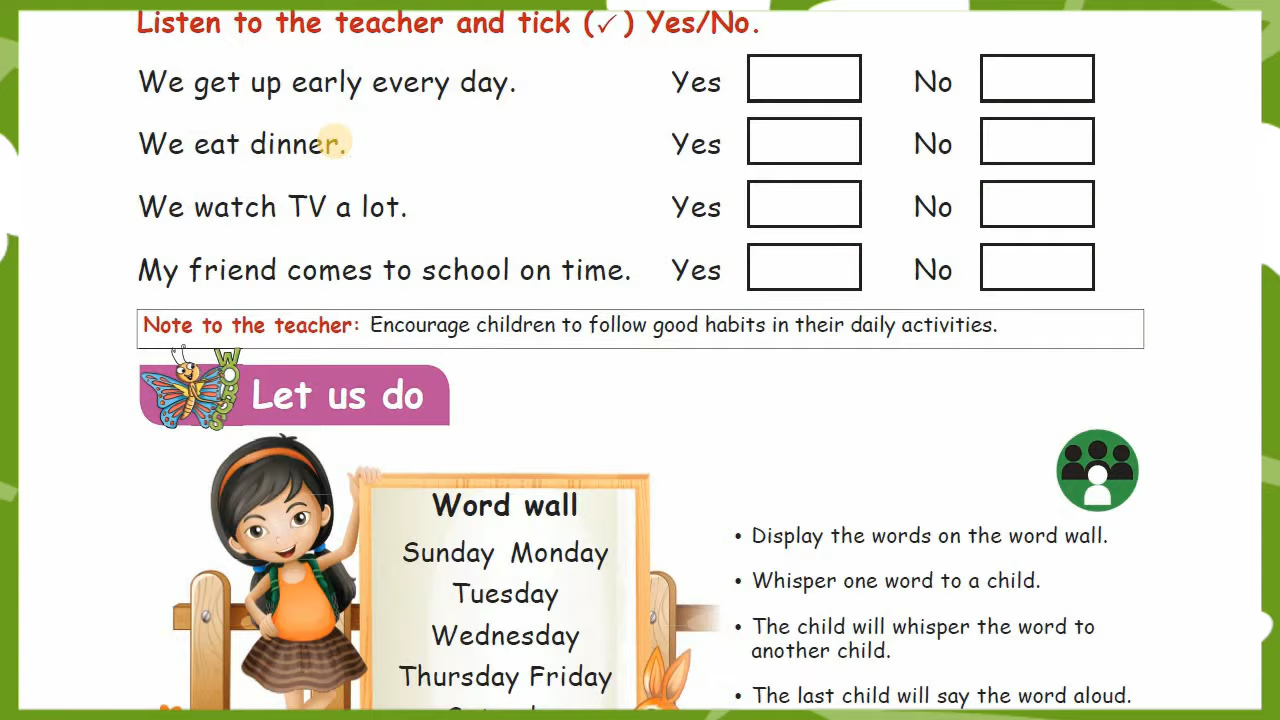 Listen to the teacher and tick (✓) Yes/No.
We get up early every day. Yes No
We eat dinner. Yes No
We watch TV a lot. Yes No
My friend comes to school on time. Yes No
Note to the teacher: Encourage children to follow good habits in their daily activities.
WORDS
Let us do
Word wall
Sunday Monday
Tuesday
Wednesday
Thursday Friday
• Display the words on the word wall.
• Whisper one word to a child.
• The child will whisper the word to
another child.
• The last child will say the word aloud.